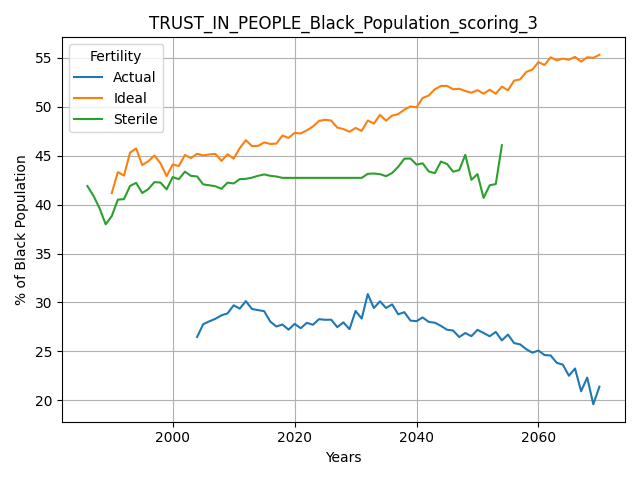 TRUST_IN_PEOPLE_Black_Population_scoring_3
Fertility
Actual
Ideal
Sterile
% of Black Population
55
50
45
40
35
30
25
20
2000
2020
2040
2060
Years